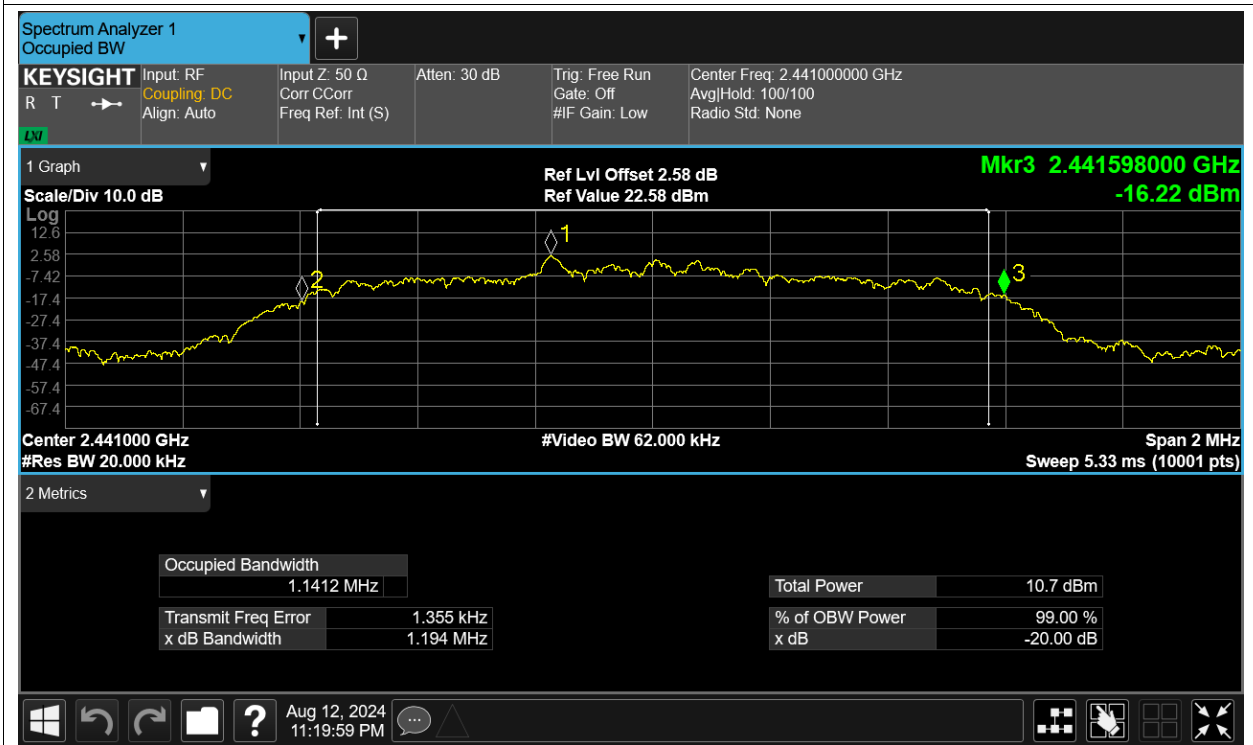 Spectrum Analyzer 1
Occupied BW
KEYSIGHT
R T
LXI
Input: RF
Coupling: DC
Align: Auto
Input Z: 50 Ω
Corr CCorr
Freq Ref: Int (S)
Atten: 30 dB
Trig: Free Run
Gate: Off
#IF Gain: Low
Center Freq: 2.441000000 GHz
Avg|Hold: 100/100
Radio Std: None
1 Graph
Scale/Div 10.0 dB
Ref Lvl Offset 2.58 dB
Ref Value 22.58 dBm
Mkr3 2.441598000 GHz
-16.22 dBm
Log
12.6
2.58
-7.42
-17.4
-27.4
-37.4
-47.4
-57.4
-67.4
1
2
3
Center 2.441000 GHz
#Res BW 20.000 kHz
#Video BW 62.000 kHz
Span 2 MHz
Sweep 5.33 ms (10001 pts)
2 Metrics
Occupied Bandwidth
1.1412 MHz
Transmit Freq Error 1.355 kHz
x dB Bandwidth 1.194 MHz
Total Power 10.7 dBm
% of OBW Power 99.00 %
x dB -20.00 dB
?
Aug 12, 2024
11:19:59 PM